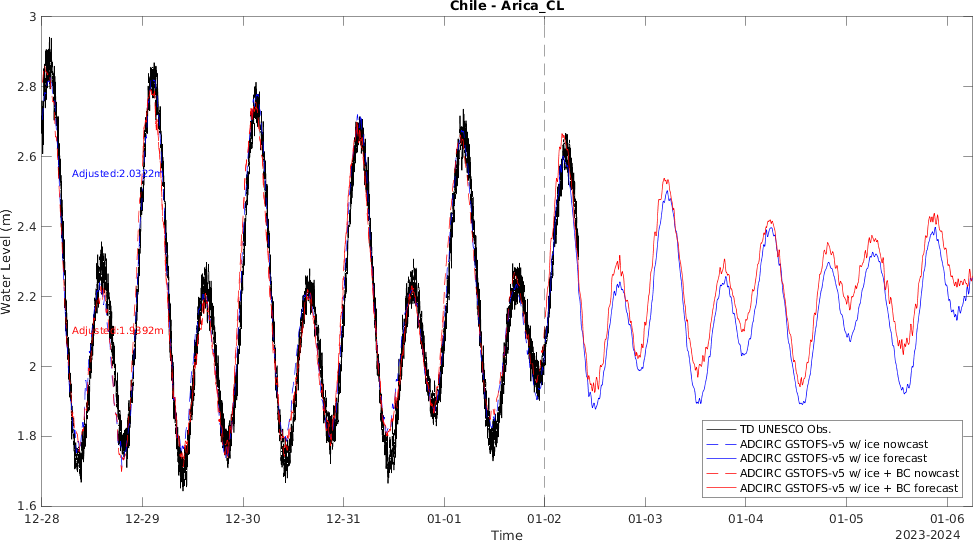 Chile - Arica_CL
3
2.8
2.6
2.4
2.2
2
1.8
1.6
Water Level (m)
Adjusted:2.0322m
Adjusted:1.9392m
TD UNESCO Obs.
ADCIRC GSTOFS-v5 w/ ice nowcast
ADCIRC GSTOFS-v5 w/ ice forecast
ADCIRC GSTOFS-v5 w/ ice + BC nowcast
ADCIRC GSTOFS-v5 w/ ice + BC forecast
12-28 12-29 12-30 12-31 01-01 01-02 01-03 01-04 01-05 01-06
Time
2023-2024